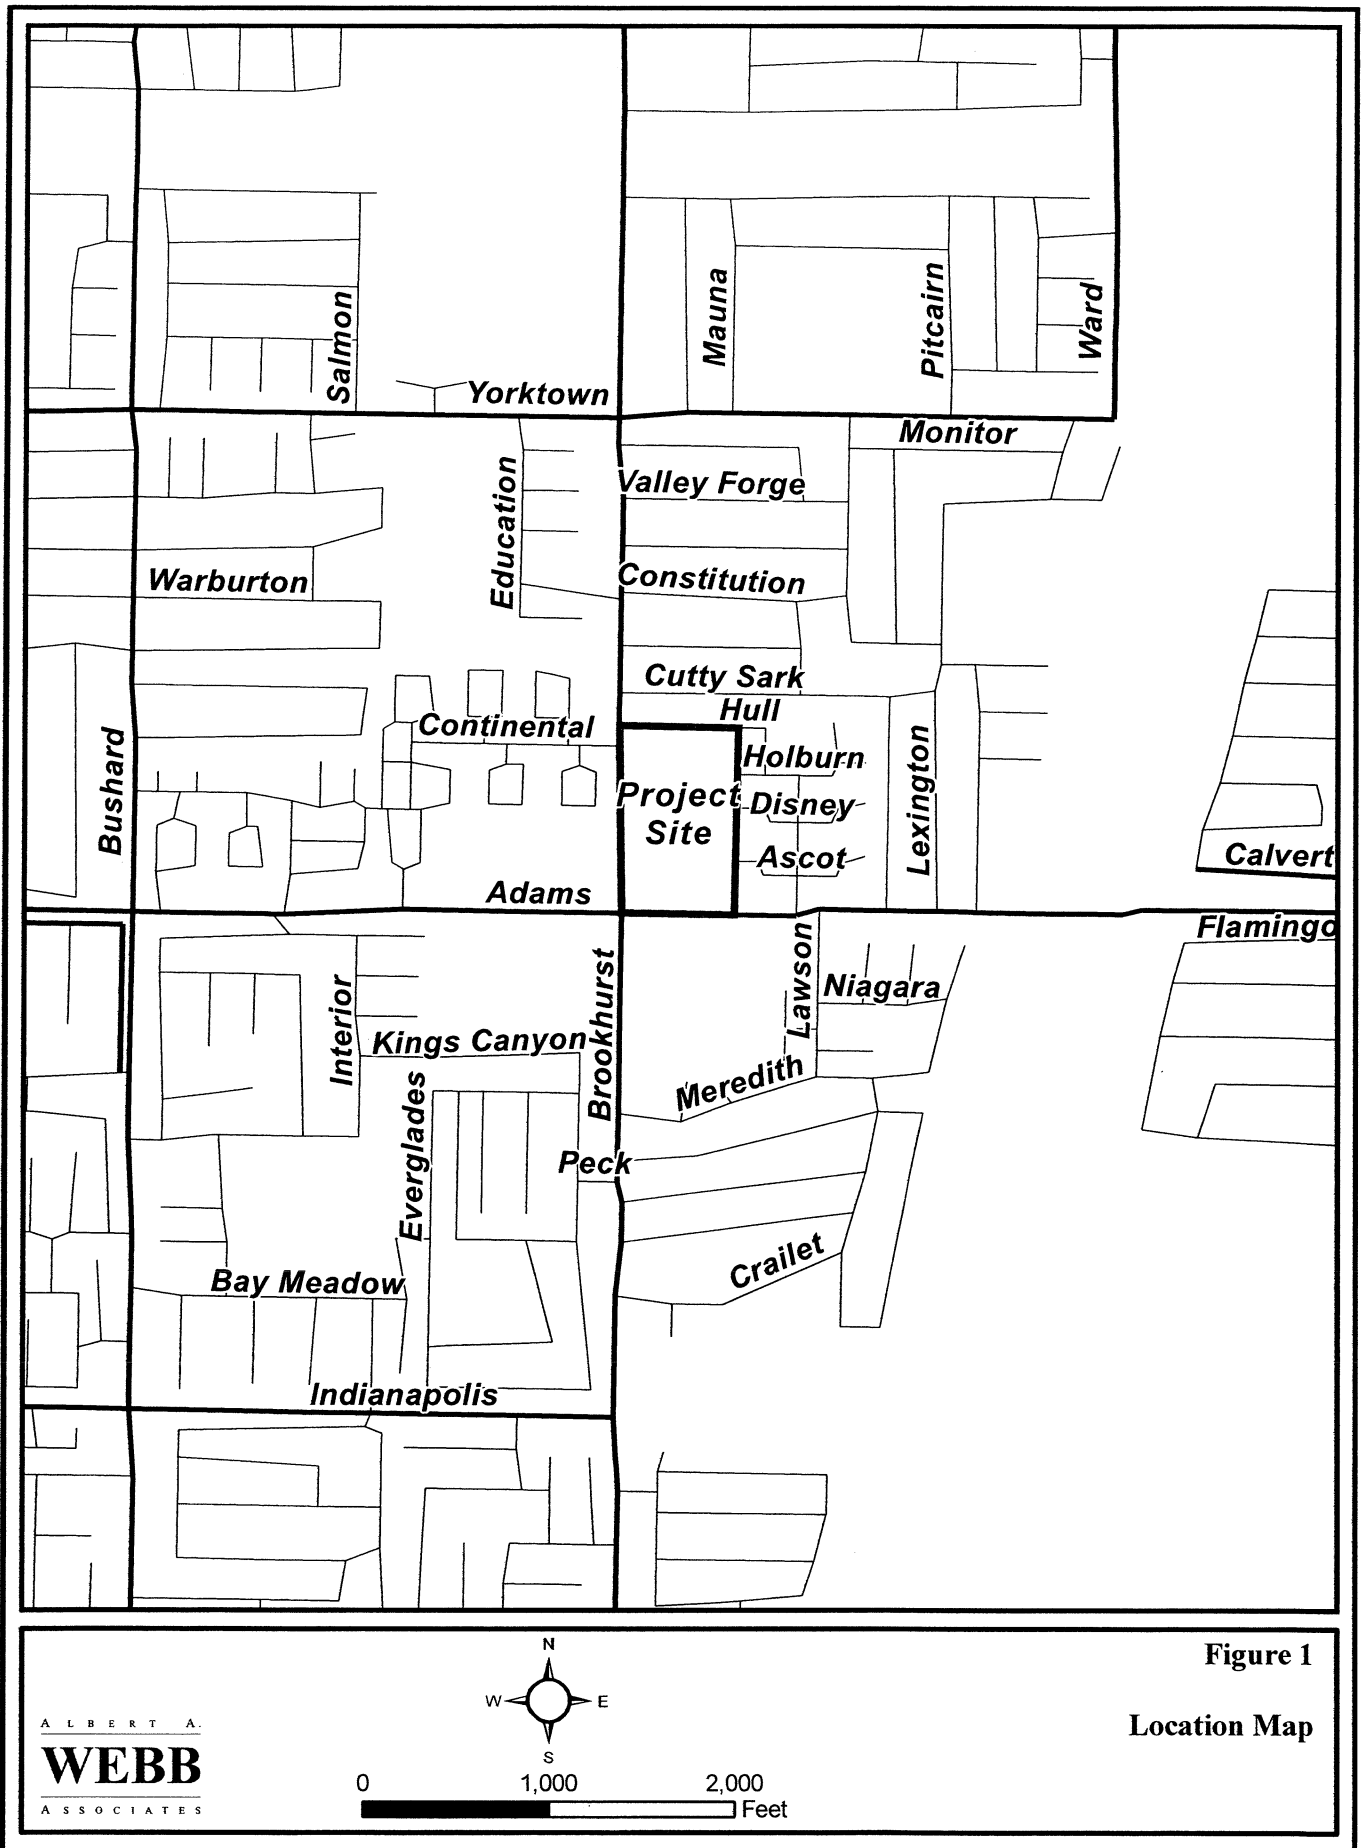 Salmon
Mauna
Pitcairn
Ward
Yorktown
Monitor
Education
Valley Forge
Warburton
Constitution
Cutty Sark
Hull
Bushard
Continental
Holburn
Lexington
Project
Site
Disney
Ascot
Calvert
Adams
Flamingo
Interior
Brookhurst
Lawson
Niagara
Kings Canyon
Meredith
Everglades
Peck
Crailet
Bay Meadow
Indianapolis
Figure 1
Location Map
N
W E
S
ALBERT A.
WEBB
ASSOCIATES
0 1,000 2,000
Feet